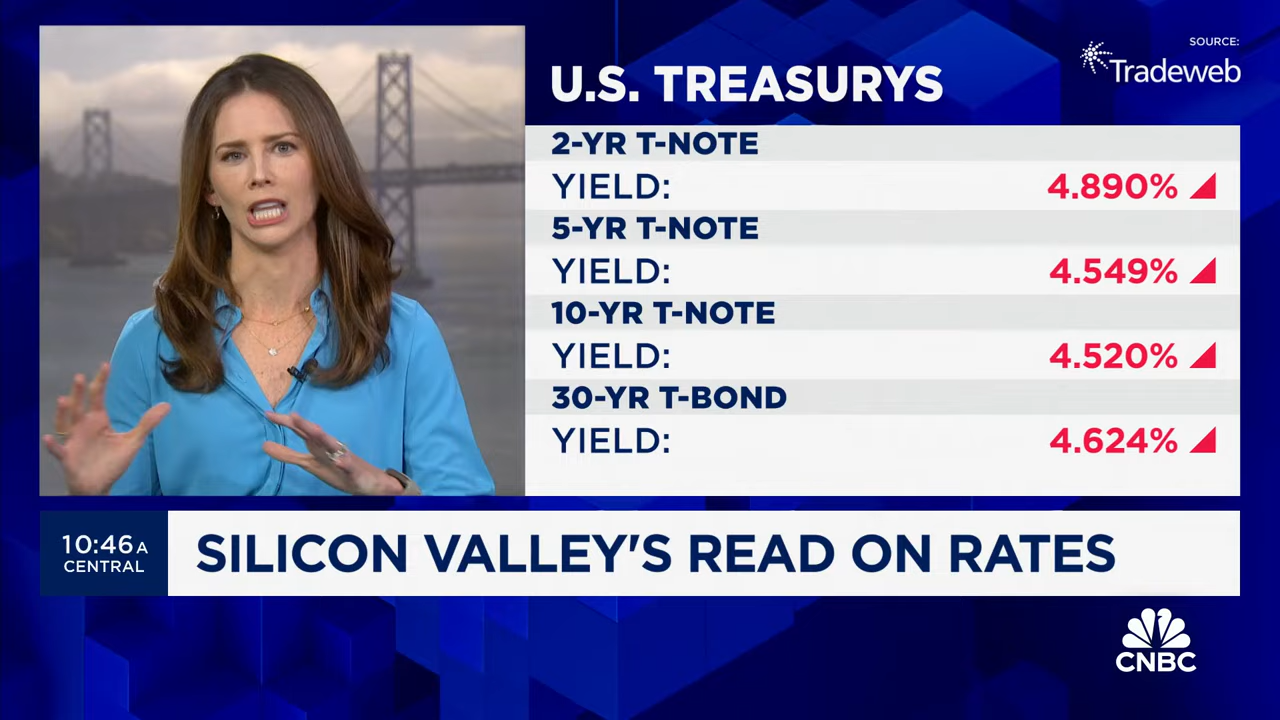 SOURCE:
Tradeweb
U.S. TREASURYS
2-YR T-NOTE
YIELD: 4.890%
5-YR T-NOTE
YIELD: 4.549%
10-YR T-NOTE
YIELD: 4.520%
30-YR T-BOND
YIELD: 4.624%
10:46 A
CENTRAL
SILICON VALLEY'S READ ON RATES
CNBC